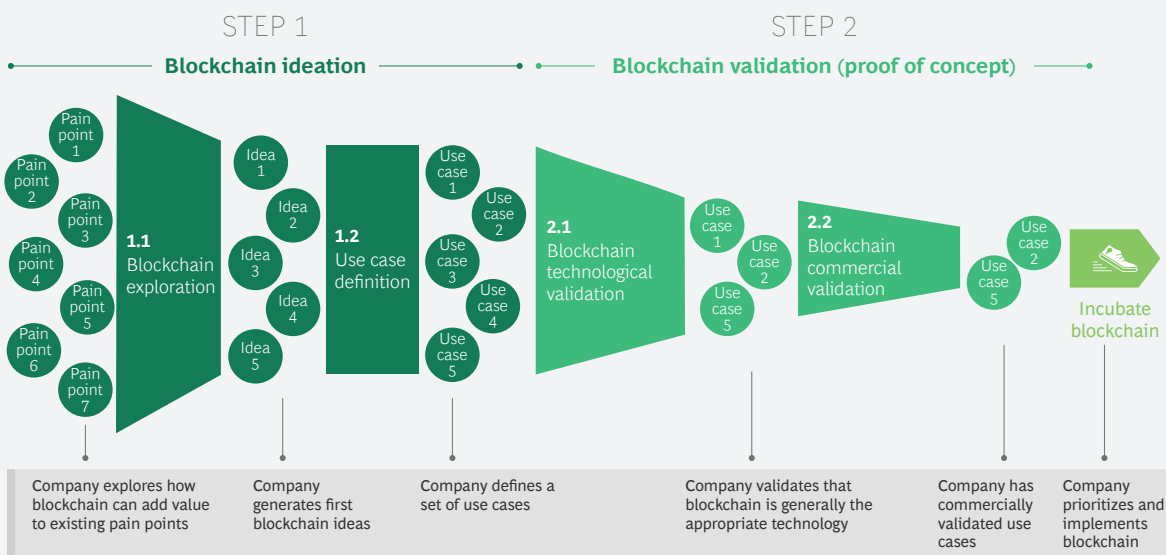 STEP 1
STEP 2
Blockchain ideation
Blockchain validation (proof of concept)
Pain
point
1
Pain
point
2
Pain
point
3
Pain
point
4
Pain
point
5
Pain
point
6
Pain
point
7
1.1
Blockchain
exploration
Idea
1
Idea
2
Idea
3
Idea
4
Idea
5
1.2
Use case
definition
Use
case
1
Use
case
2
Use
case
3
Use
case
4
Use
case
5
2.1
Blockchain
technological
validation
Use
case
1
Use
case
2
Use
case
5
2.2
Blockchain
commercial
validation
Use
case
2
Use
case
5
Incubate
blockchain
Company explores how
blockchain can add value
to existing pain points
Company
generates first
blockchain ideas
Company defines a
set of use cases
Company validates that
blockchain is generally the
appropriate technology
Company has
commercially
validated use
cases
Company
prioritizes and
implements
blockchain